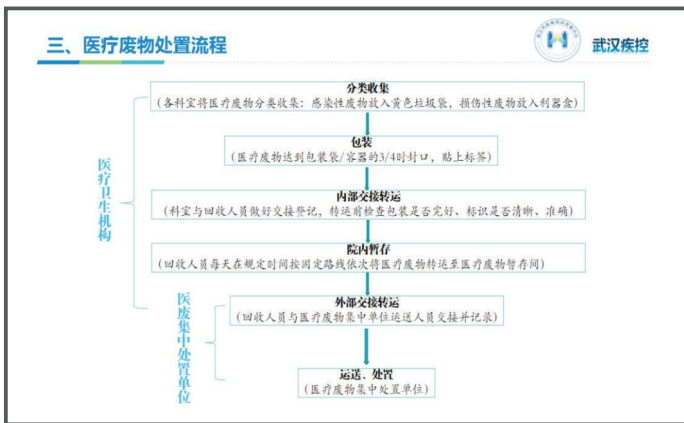 三、医疗废物处置流程
武汉疾控
分类收集
(各科室将医疗废物分类收集：感染性废物放入黄色垃圾袋，损伤性废物放入利器盒)
包装
(医疗废物达到包装袋/容器的3/4时封口，贴上标签)
内部交接转运
(科室与回收人员做好交接登记，转运前检查包装是否完好、标识是否清晰、准确)
院内暂存
(回收人员每天在规定时间按固定路线依次将医疗废物转运至医疗废物暂存间)
外部交接转运
(回收人员与医疗废物集中单位运送人员交接并记录)
运送、处置
(医疗废物集中处置单位)
医疗卫生机构
医废集中处置单位